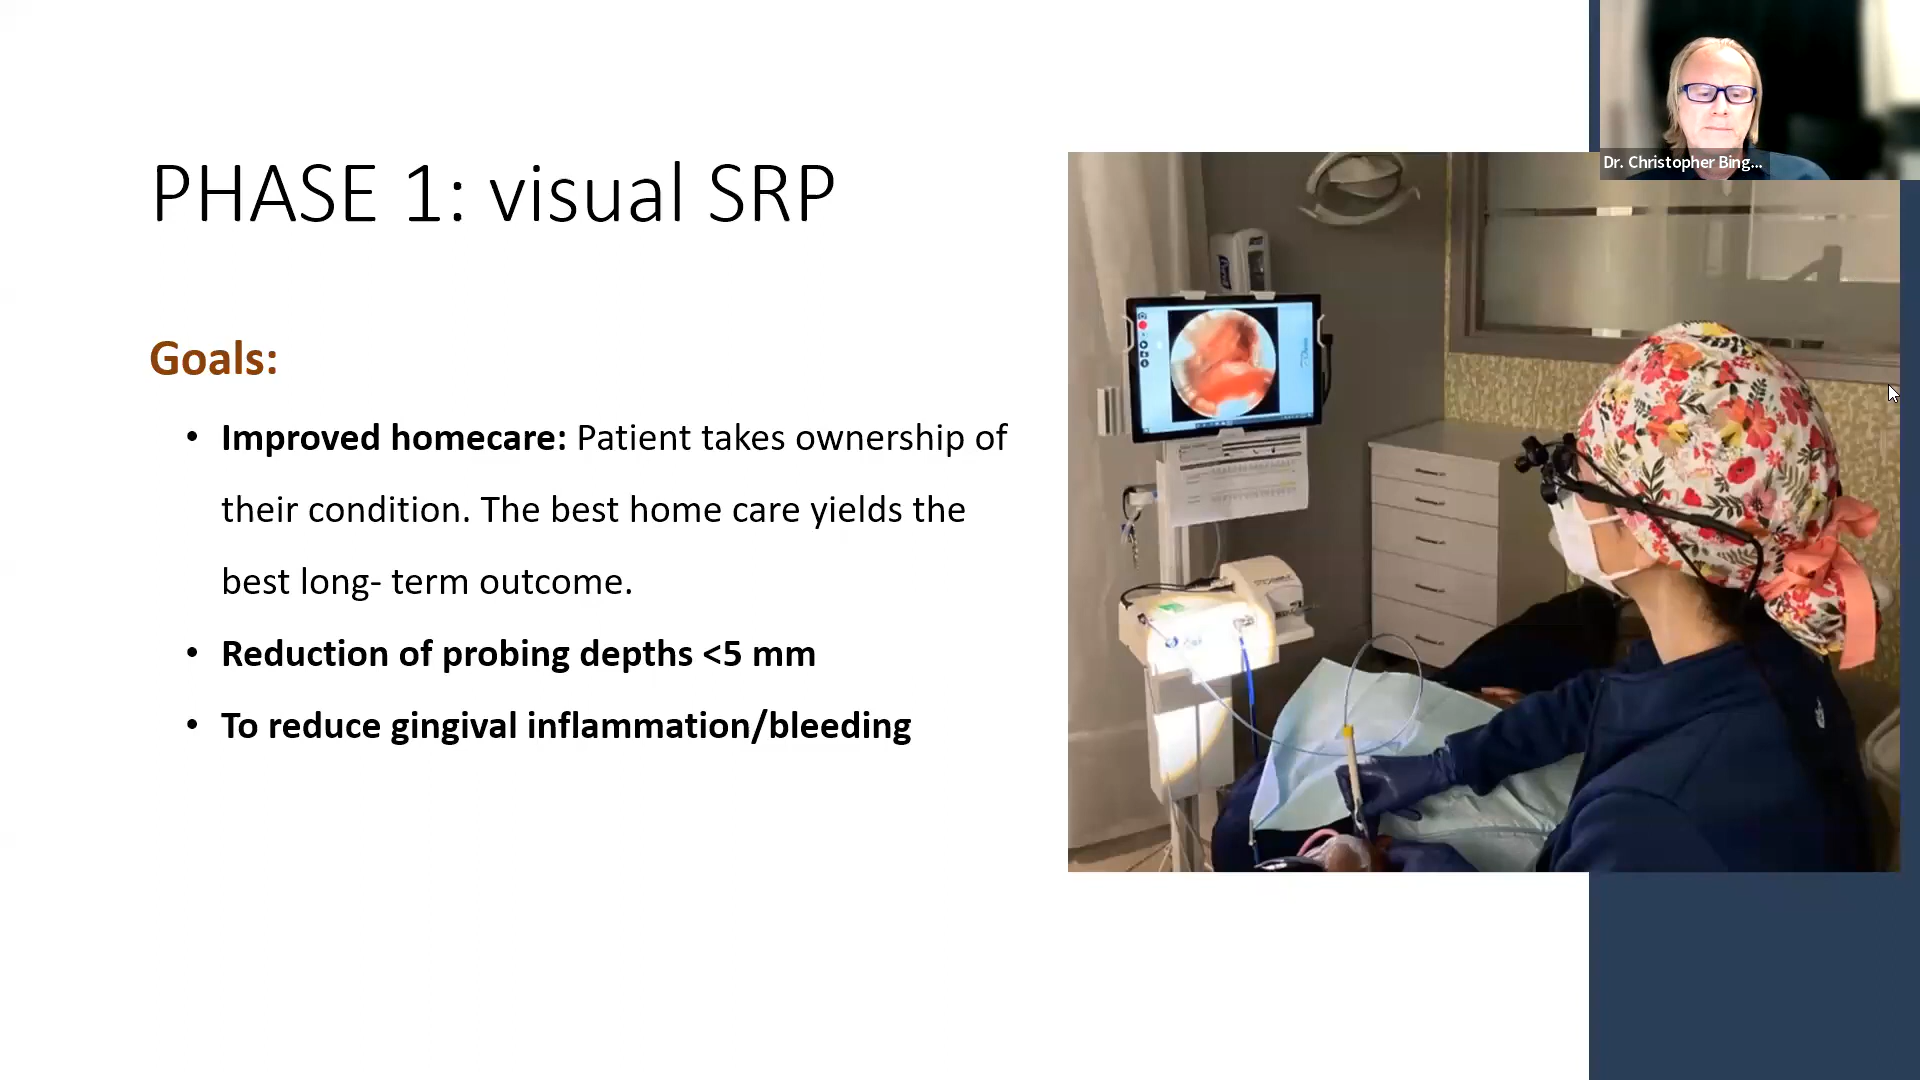 Dr. Christopher Bing...
PHASE 1: visual SRP
Goals:
• Improved homecare: Patient takes ownership of
their condition. The best home care yields the
best long- term outcome.
• Reduction of probing depths <5 mm
• To reduce gingival inflammation/bleeding